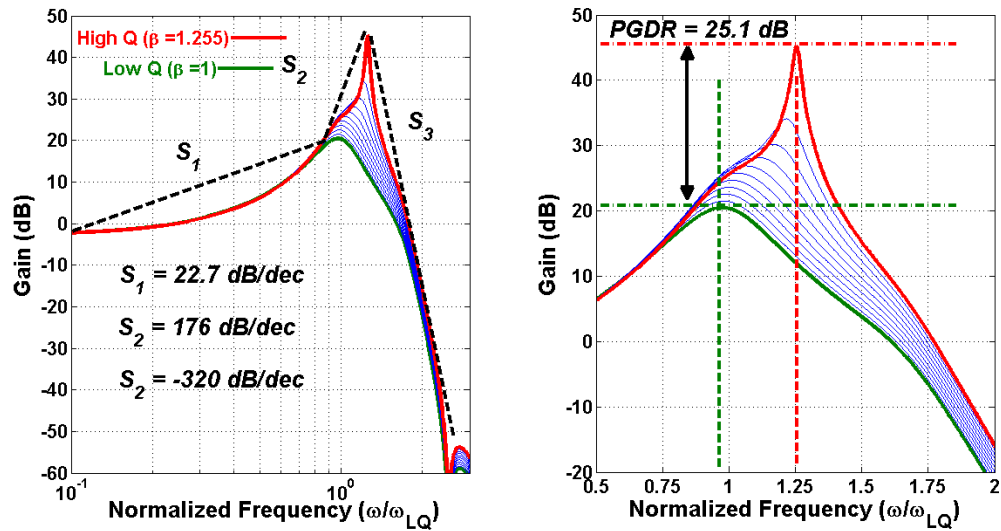 50
40
30
20
10
0
-10
-20
-30
-40
-50
-60
Gain (dB)
High Q (β =1.255)
Low Q (β =1)
S1
S2
S3
S1 = 22.7 dB/dec
S2 = 176 dB/dec
S2 = -320 dB/dec
10^-1
10^0
Normalized Frequency (ω/ωLQ)
50
40
30
20
10
0
-10
-20
Gain (dB)
PGDR = 25.1 dB
0.5 0.75 1 1.25 1.5 1.75 2
Normalized Frequency (ω/ωLQ)